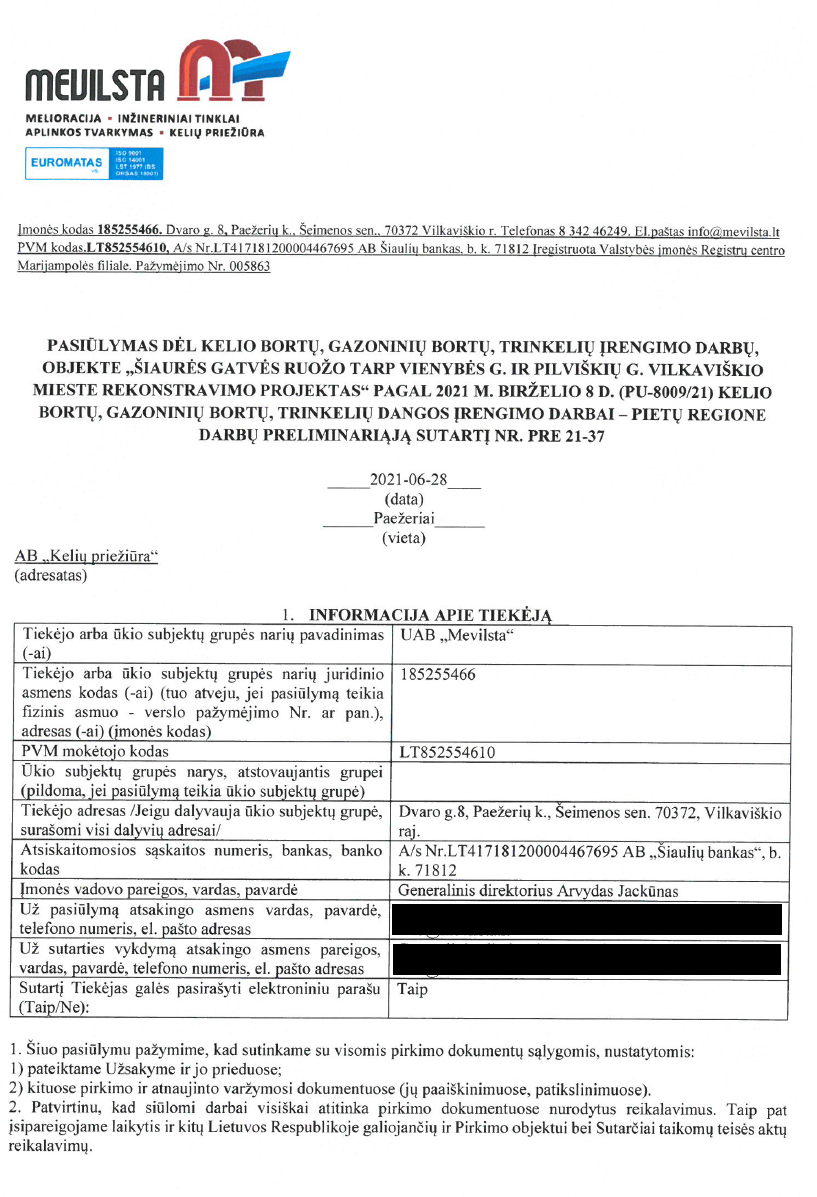 MEVILSTA
MELIORACIJA • INŽINERINIAI TINKLAI
APLINKOS TVARKYMAS • KELIŲ PRIEŽIŪRA
EUROMATAS
ISO 9001
ISO 14001
LST 1977 (BS
OHSAS 18001)
Įmonės kodas 185255466. Dvaro g. 8, Paežerių k., Šeimenos sen., 70372 Vilkaviškio r. Telefonas 8 342 46249. El.paštas info@mevilsta.lt
PVM kodas.LT852554610, A/s Nr.LT417181200004467695 AB Šiaulių bankas, b. k. 71812 Įregistruota Valstybės įmonės Registrų centro
Marijampolės filiale. Pažymėjimo Nr. 005863
PASIŪLYMAS DĖL KELIO BORTŲ, GAZONINIŲ BORTŲ, TRINKELIŲ ĮRENGIMO DARBŲ,
OBJEKTE „ŠIAURĖS GATVĖS RUOŽO TARP VIENYBĖS G. IR PILVIŠKIŲ G. VILKAVIŠKIO
MIESTE REKONSTRAVIMO PROJEKTAS“ PAGAL 2021 M. BIRŽELIO 8 D. (PU-8009/21) KELIO
BORTŲ, GAZONINIŲ BORTŲ, TRINKELIŲ DANGOS ĮRENGIMO DARBAI – PIETŲ REGIONE
DARBŲ PRELIMINARIĄJĄ SUTARTĮ NR. PRE 21-37
_____2021-06-28____
(data)
______Paežeriai______
(vieta)
AB „Kelių priežiūra“
(adresatas)
1. INFORMACIJA APIE TIEKĖJĄ
Tiekėjo arba ūkio subjektų grupės narių pavadinimas UAB „Mevilsta“
(-ai)
Tiekėjo arba ūkio subjektų grupės narių juridinio 185255466
asmens kodas (-ai) (tuo atveju, jei pasiūlymą teikia
fizinis asmuo - verslo pažymėjimo Nr. ar pan.),
adresas (-ai) (įmonės kodas)
PVM mokėtojo kodas LT852554610
Ūkio subjektų grupės narys, atstovaujantis grupei
(pildoma, jei pasiūlymą teikia ūkio subjektų grupė)
Tiekėjo adresas /Jeigu dalyvauja ūkio subjektų grupė, Dvaro g.8, Paežerių k., Šeimenos sen. 70372, Vilkaviškio
surašomi visi dalyvių adresai/ raj.
Atsiskaitomosios sąskaitos numeris, bankas, banko A/s Nr.LT417181200004467695 AB „Šiaulių bankas“, b.
kodas k. 71812
Įmonės vadovo pareigos, vardas, pavardė Generalinis direktorius Arvydas Jackūnas
Už pasiūlymą atsakingo asmens vardas, pavardė,
telefono numeris, el. pašto adresas
Už sutarties vykdymą atsakingo asmens pareigos,
vardas, pavardė, telefono numeris, el. pašto adresas
Sutartį Tiekėjas galės pasirašyti elektroniniu parašu Taip
(Taip/Ne):
1. Šiuo pasiūlymu pažymime, kad sutinkame su visomis pirkimo dokumentų sąlygomis, nustatytomis:
1) pateiktame Užsakyme ir jo prieduose;
2) kituose pirkimo ir atnaujinto varžymosi dokumentuose (jų paaiškinimuose, patikslinimuose).
2. Patvirtinu, kad siūlomi darbai visiškai atitinka pirkimo dokumentuose nurodytus reikalavimus. Taip pat
įsipareigojame laikytis ir kitų Lietuvos Respublikoje galiojančių ir Pirkimo objektui bei Sutarčiai taikomų teisės aktų
reikalavimų.